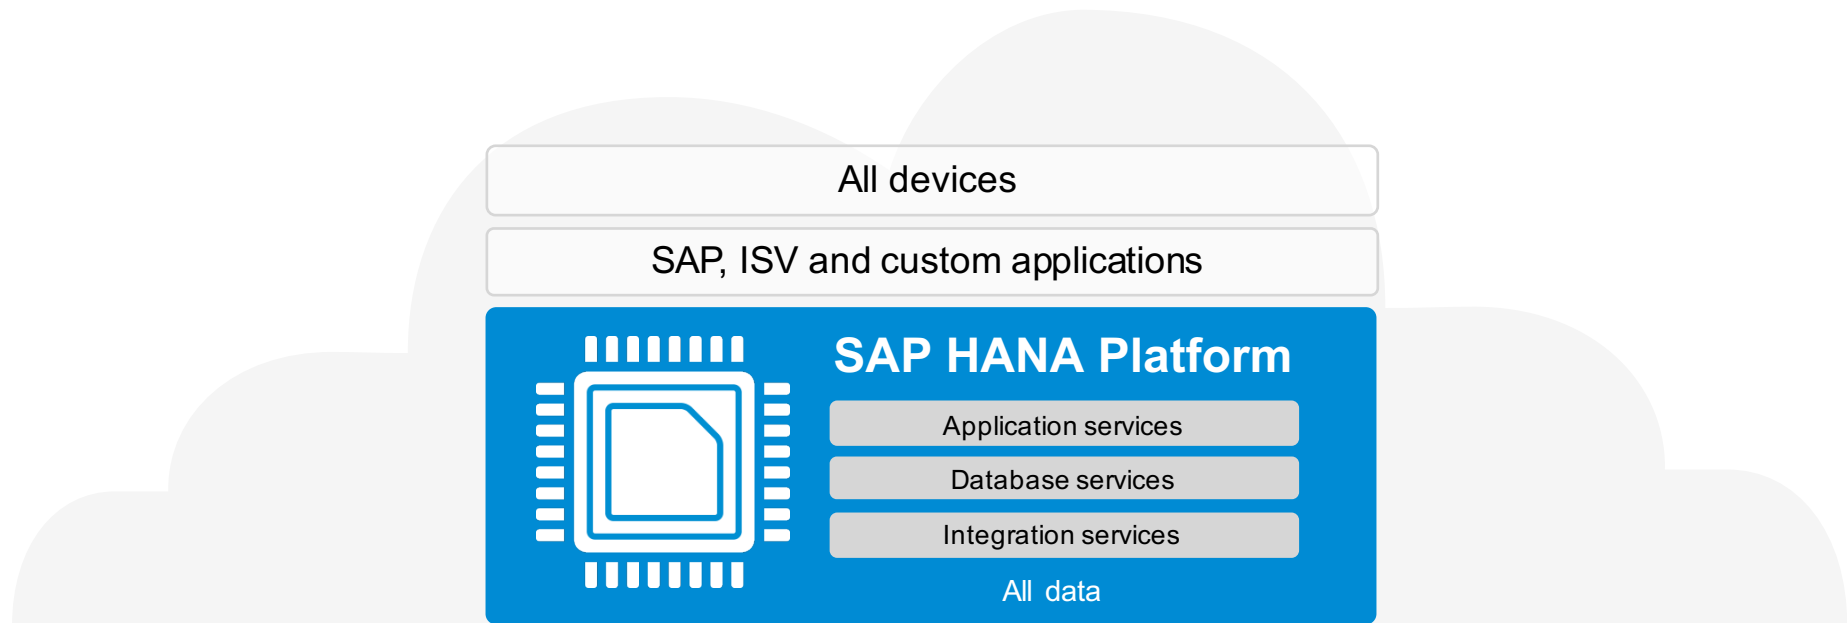 All devices
SAP, ISV and custom applications
SAP HANA Platform
Application services
Database services
Integration services
All data